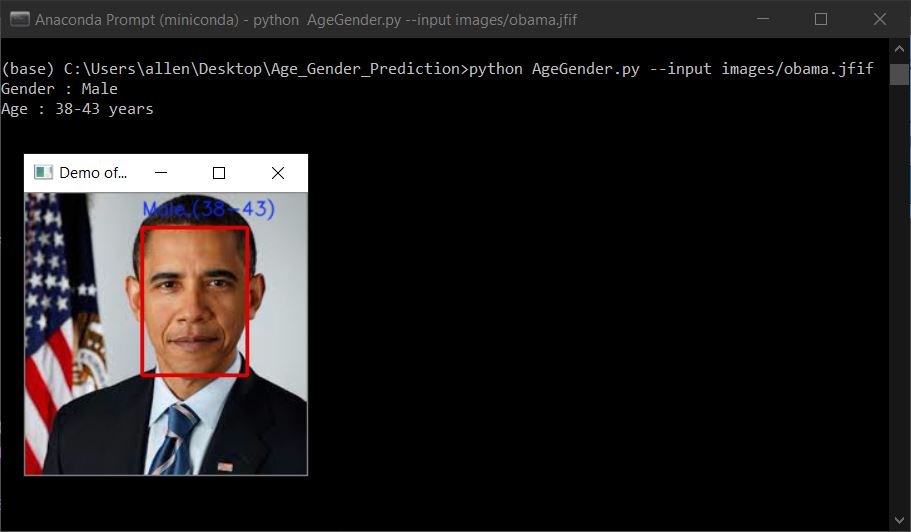 Anaconda Prompt (miniconda) - python  AgeGender.py --input images/obama.jfif
(base) C:\Users\allen\Desktop\Age_Gender_Prediction>python AgeGender.py --input images/obama.jfif
Gender : Male
Age : 38-43 years
Demo of...
Male,(38-43)